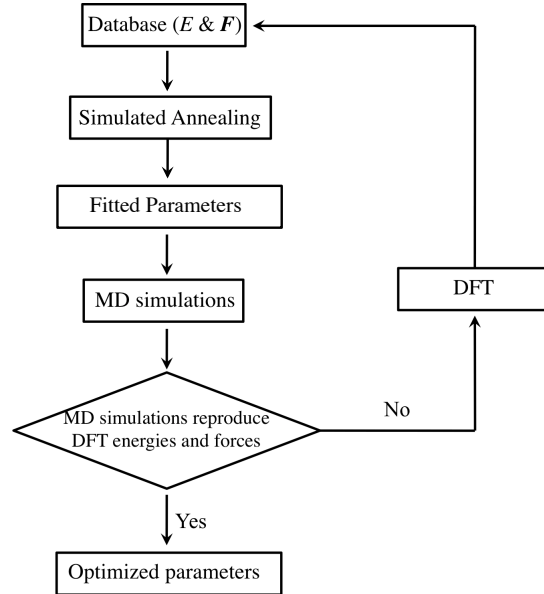 Database (E & F)
Simulated Annealing
Fitted Parameters
MD simulations
DFT
MD simulations reproduce
DFT energies and forces
No
Yes
Optimized parameters